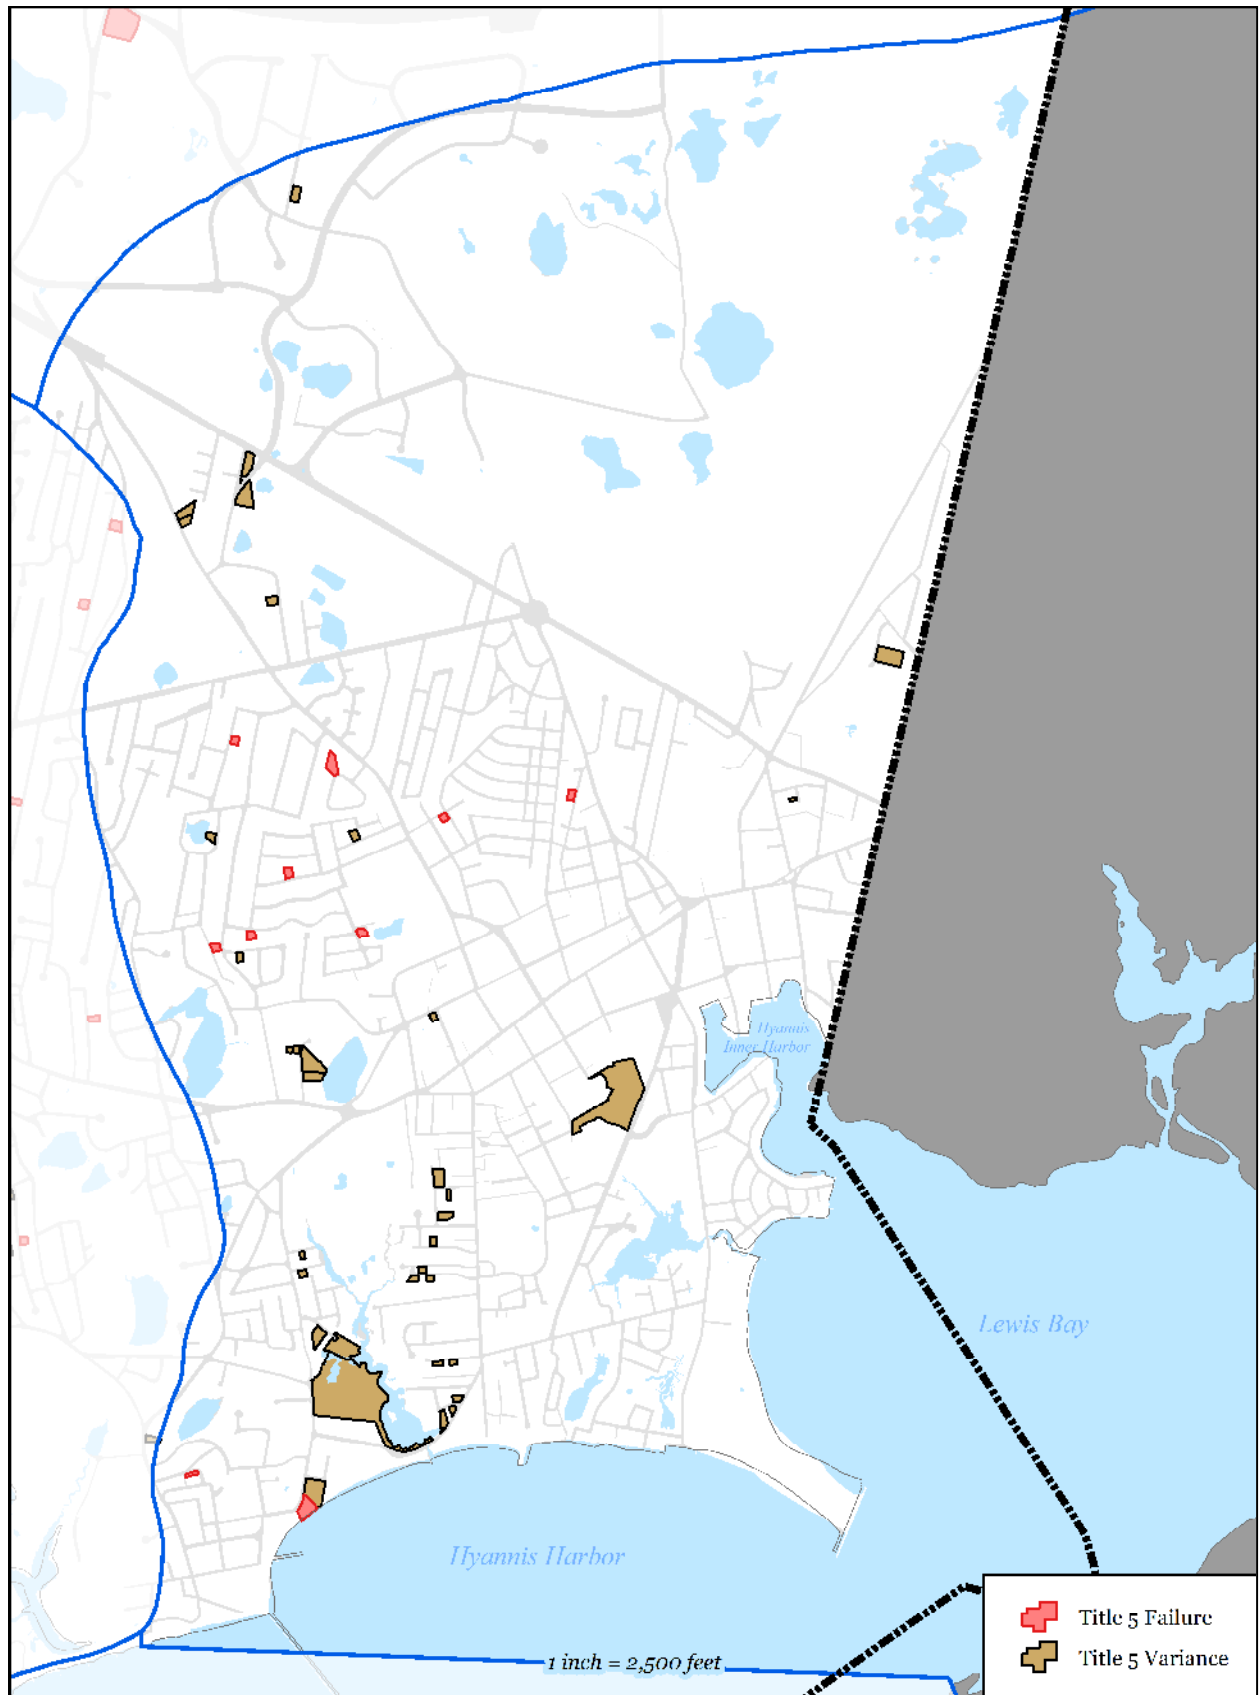 Hyannis
Inner Harbor
Lewis Bay
Hyannis Harbor
1 inch = 2,500 feet
Title 5 Failure
Title 5 Variance